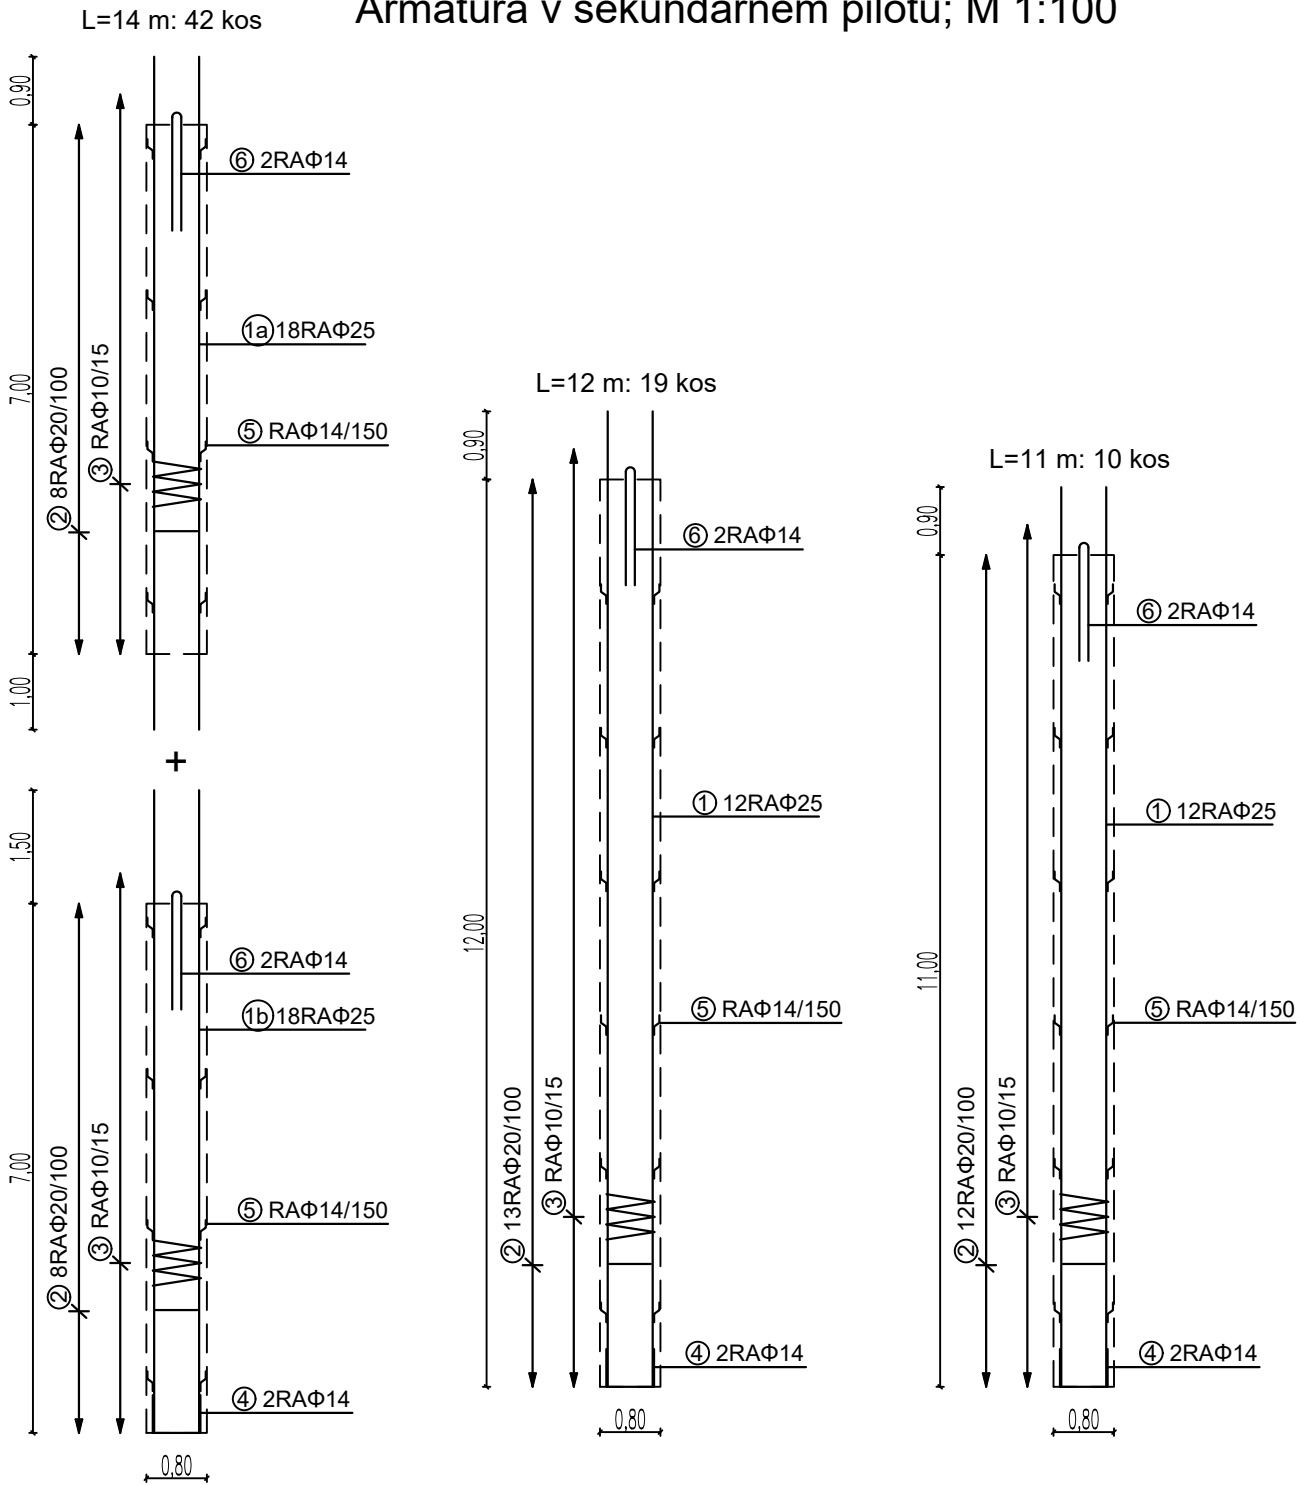 Armatura v sekundarnem pilotu; M 1:100
L=14 m: 42 kos
0,90
7,00
1,00
② 8RAΦ20/100
③ RAΦ10/15
⑥ 2RAΦ14
1a 18RAΦ25
⑤ RAΦ14/150
+
1,50
7,00
② 8RAΦ20/100
③ RAΦ10/15
⑥ 2RAΦ14
1b 18RAΦ25
⑤ RAΦ14/150
④ 2RAΦ14
0,80
L=12 m: 19 kos
0,90
12,00
② 13RAΦ20/100
③ RAΦ10/15
⑥ 2RAΦ14
① 12RAΦ25
⑤ RAΦ14/150
④ 2RAΦ14
0,80
L=11 m: 10 kos
0,90
11,00
② 12RAΦ20/100
③ RAΦ10/15
⑥ 2RAΦ14
① 12RAΦ25
⑤ RAΦ14/150
④ 2RAΦ14
0,80